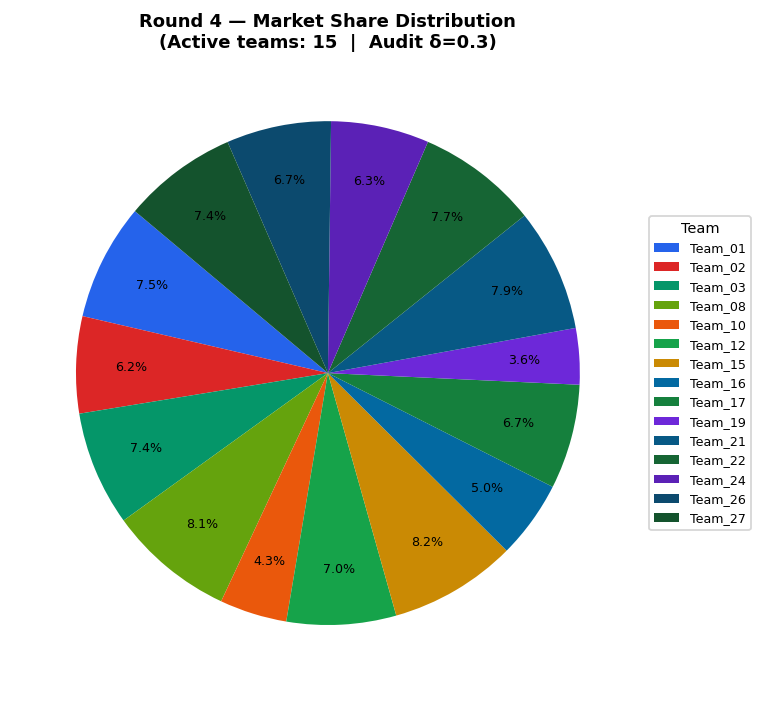 Round 4 — Market Share Distribution
(Active teams: 15 | Audit δ=0.3)
6.7%
6.3%
7.4%
7.7%
7.5%
7.9%
6.2%
3.6%
7.4%
6.7%
8.1%
5.0%
4.3%
7.0%
8.2%
Team
Team_01
Team_02
Team_03
Team_08
Team_10
Team_12
Team_15
Team_16
Team_17
Team_19
Team_21
Team_22
Team_24
Team_26
Team_27